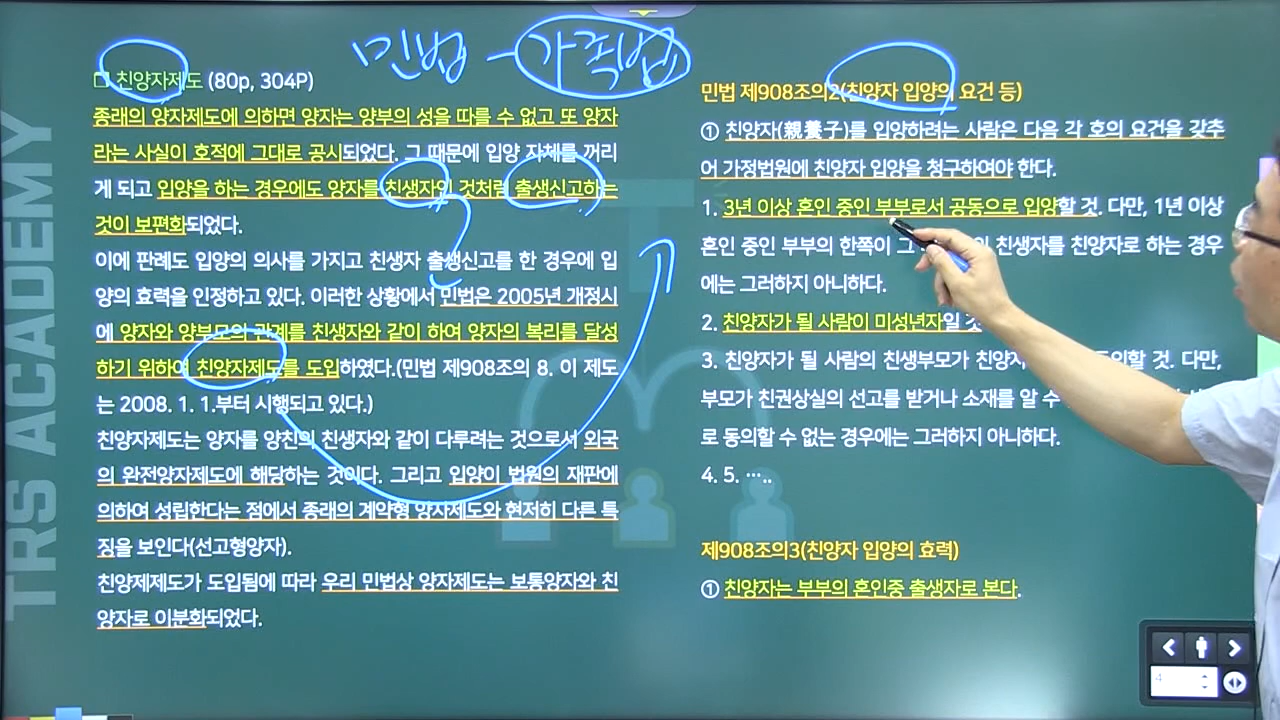 민법 - 가족법
□ 친양자제도 (80p, 304P)
종래의 양자제도에 의하면 양자는 양부의 성을 따를 수 없고 또 양자
라는 사실이 호적에 그대로 공시되었다. 그 때문에 입양 자체를 꺼리
게 되고 입양을 하는 경우에도 양자를 친생자인 것처럼 출생신고하는
것이 보편화되었다.
이에 판례도 입양의 의사를 가지고 친생자 출생신고를 한 경우에 입
양의 효력을 인정하고 있다. 이러한 상황에서 민법은 2005년 개정시
에 양자와 양부모의 관계를 친생자와 같이 하여 양자의 복리를 달성
하기 위하여 친양자제도를 도입하였다.(민법 제908조의 8. 이 제도
는 2008. 1. 1.부터 시행되고 있다.)
친양자제도는 양자를 양친의 친생자와 같이 다루려는 것으로서 외국
의 완전양자제도에 해당하는 것이다. 그리고 입양이 법원의 재판에
의하여 성립한다는 점에서 종래의 계약형 양자제도와 현저히 다른 특
징을 보인다(선고형양자).
친양제제도가 도입됨에 따라 우리 민법상 양자제도는 보통양자와 친
양자로 이분화되었다.
민법 제908조의2(친양자 입양의 요건 등)
① 친양자(親養子)를 입양하려는 사람은 다음 각 호의 요건을 갖추
어 가정법원에 친양자 입양을 청구하여야 한다.
1. 3년 이상 혼인 중인 부부로서 공동으로 입양할 것. 다만, 1년 이상
혼인 중인 부부의 한쪽이 그 친생자를 친양자로 하는 경우
에는 그러하지 아니하다.
2. 친양자가 될 사람이 미성년자일 것
3. 친양자가 될 사람의 친생부모가 친양자 것. 다만,
부모가 친권상실의 선고를 받거나 소재를 알 수
로 동의할 수 없는 경우에는 그러하지 아니하다.
4. 5. …..
제908조의3(친양자 입양의 효력)
① 친양자는 부부의 혼인중 출생자로 본다.
TRS ACADEMY
4